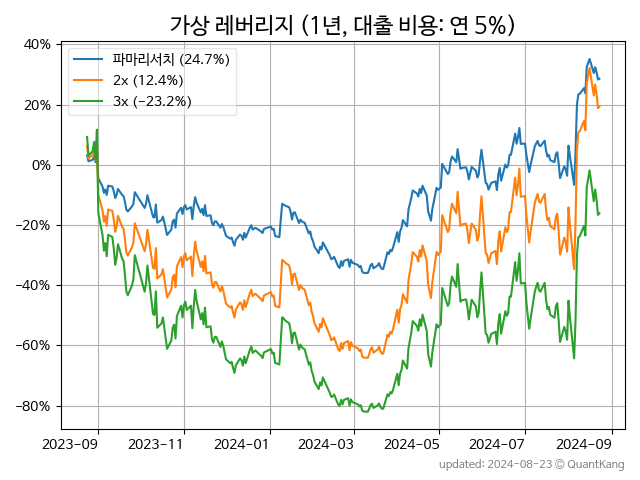 가상 레버리지 (1년, 대출 비용: 연 5%)
40%
20%
0%
−20%
−40%
−60%
−80%
파마리서치 (24.7%)
2x (12.4%)
3x (−23.2%)
2023-09
2023-11
2024-01
2024-03
2024-05
2024-07
2024-09
updated: 2024-08-23 ⓒ QuantKang